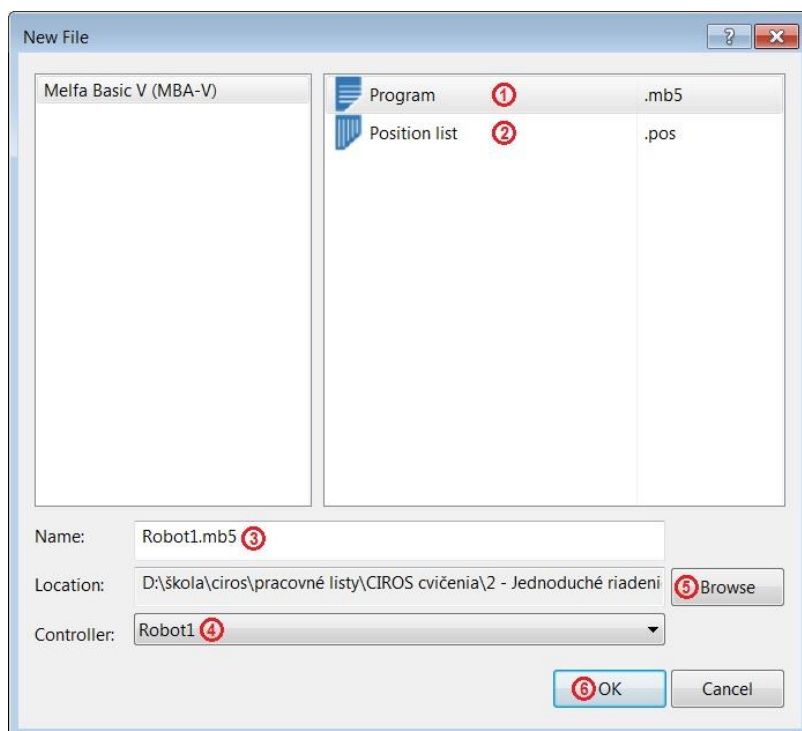 New File
Melfa Basic V (MBA-V)
Program ① .mb5
Position list ② .pos
Name: Robot1.mb5 ③
Location: D:\škola\ciros\pracovné listy\CIROS cvičenia\2 - Jednoduché riadeni ⑤ Browse
Controller: Robot1 ④
⑥ OK Cancel